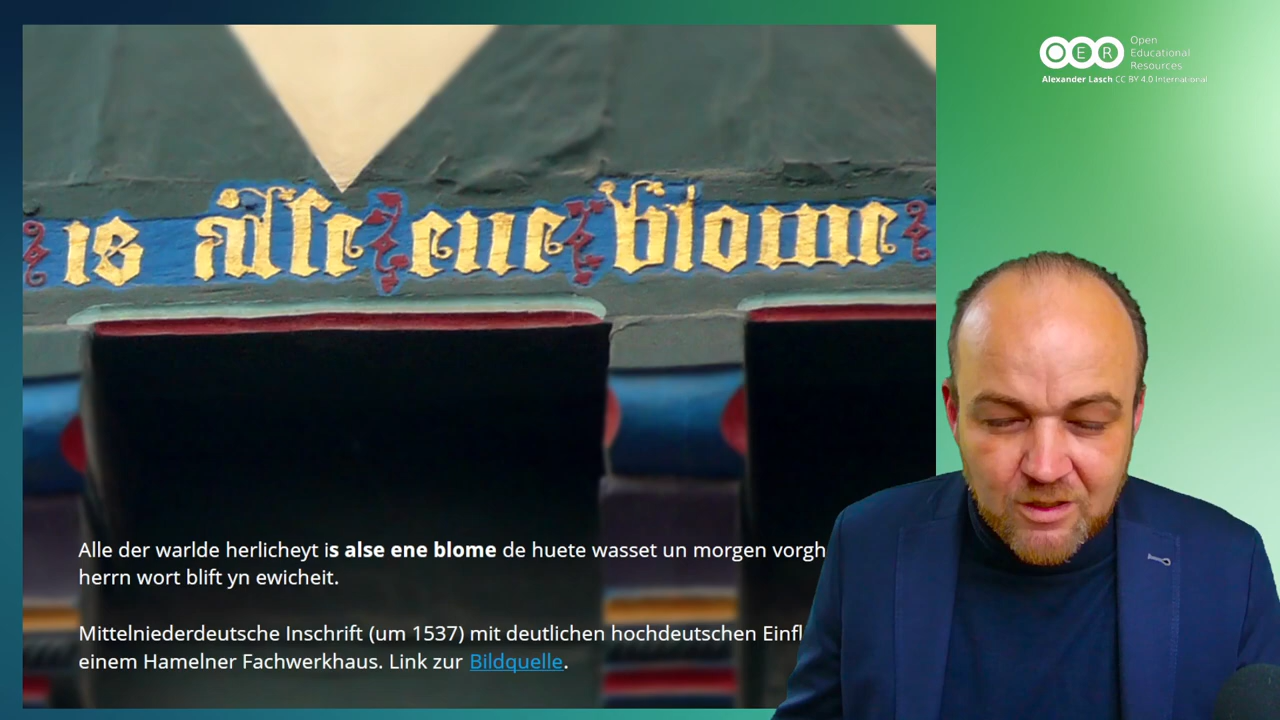 is alse ene blome
Open
Educational
Resources
OER
Alexander Lasch CC BY 4.0 International
Alle der warlde herlicheyt is alse ene blome de huete wasset un morgen
herrn wort blift yn ewicheit.
Mittelniederdeutsche Inschrift (um 1537) mit deutlichen hochdeutschen
einem Hamelner Fachwerkhaus. Link zur Bildquelle.